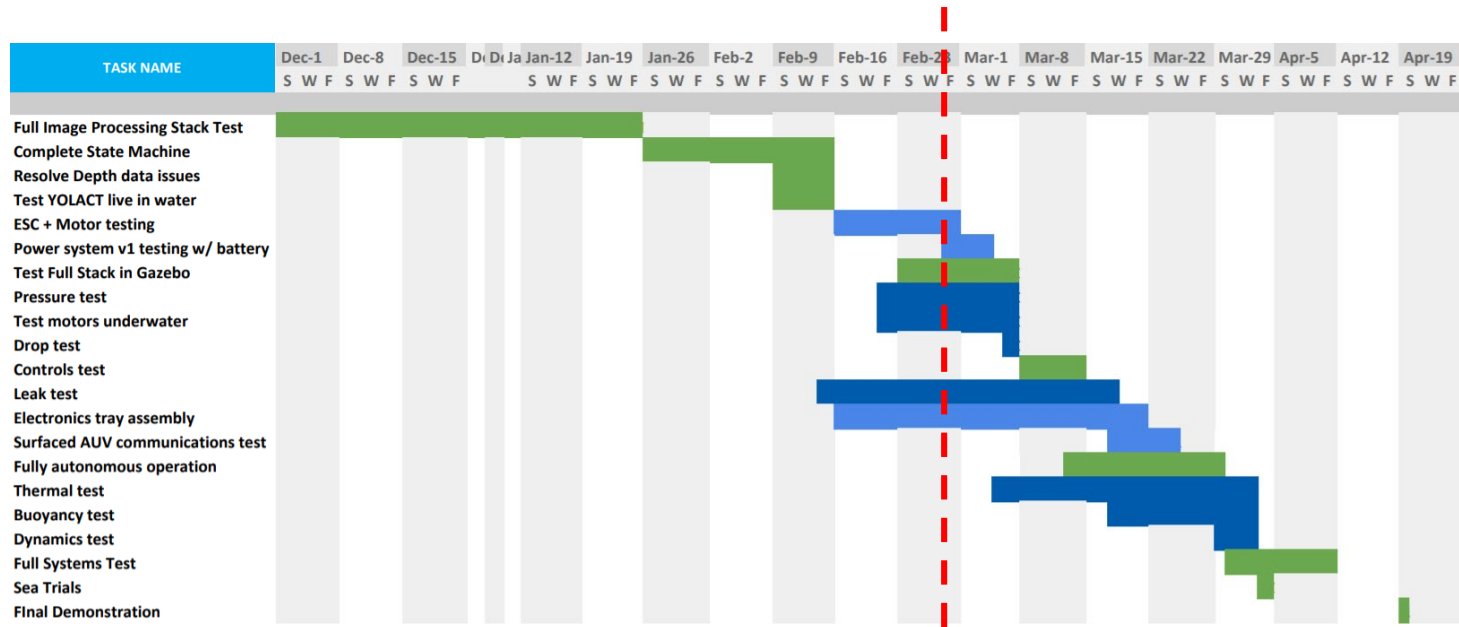 TASK NAME
Dec-1 Dec-8 Dec-15 D De Ja Jan-12 Jan-19 Jan-26 Feb-2 Feb-9 Feb-16 Feb-23 Mar-1 Mar-8 Mar-15 Mar-22 Mar-29 Apr-5 Apr-12 Apr-19
S W F S W F S W F S W F S W F S W F S W F S W F S W F S W F S W F S W F S W F S W F S W F S W F S W F S W F
Full Image Processing Stack Test
Complete State Machine
Resolve Depth data issues
Test YOLACT live in water
ESC + Motor testing
Power system v1 testing w/ battery
Test Full Stack in Gazebo
Pressure test
Test motors underwater
Drop test
Controls test
Leak test
Electronics tray assembly
Surfaced AUV communications test
Fully autonomous operation
Thermal test
Buoyancy test
Dynamics test
Full Systems Test
Sea Trials
FInal Demonstration